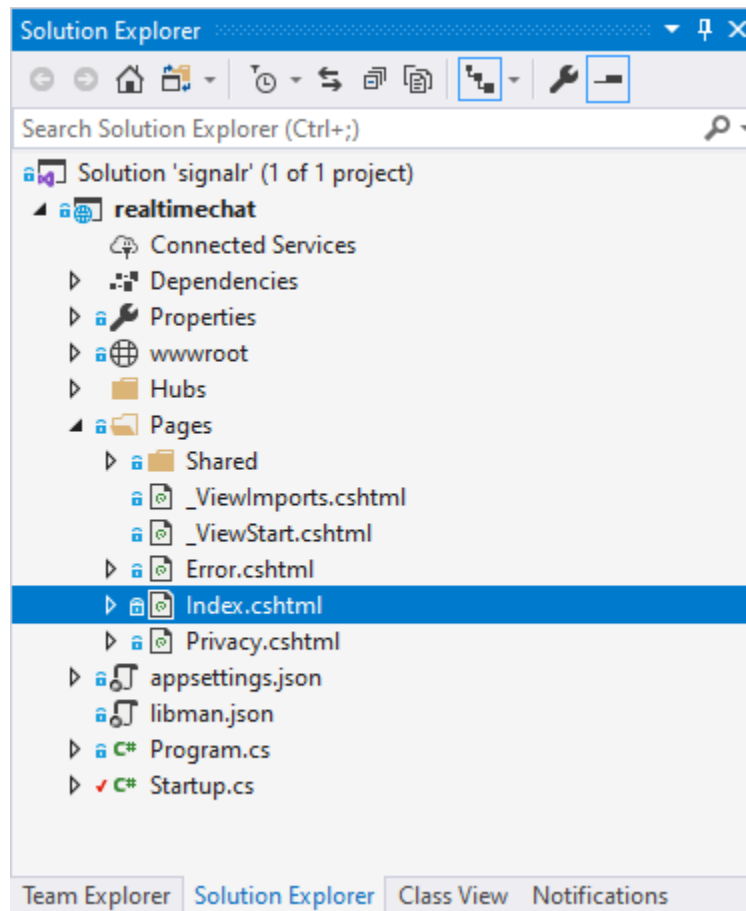 Solution Explorer
Search Solution Explorer (Ctrl+;)
Solution 'signalr' (1 of 1 project)
realtimechat
Connected Services
Dependencies
Properties
wwwroot
Hubs
Pages
Shared
_ViewImports.cshtml
_ViewStart.cshtml
Error.cshtml
Index.cshtml
Privacy.cshtml
appsettings.json
libman.json
C# Program.cs
C# Startup.cs
Team Explorer Solution Explorer Class View Notifications